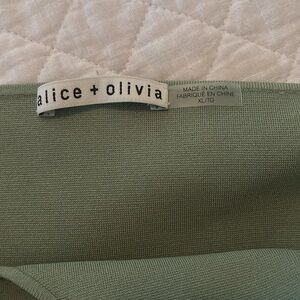 alice + olivia
MADE IN CHINA
FABRIQUÉ EN CHINE
XL/TG